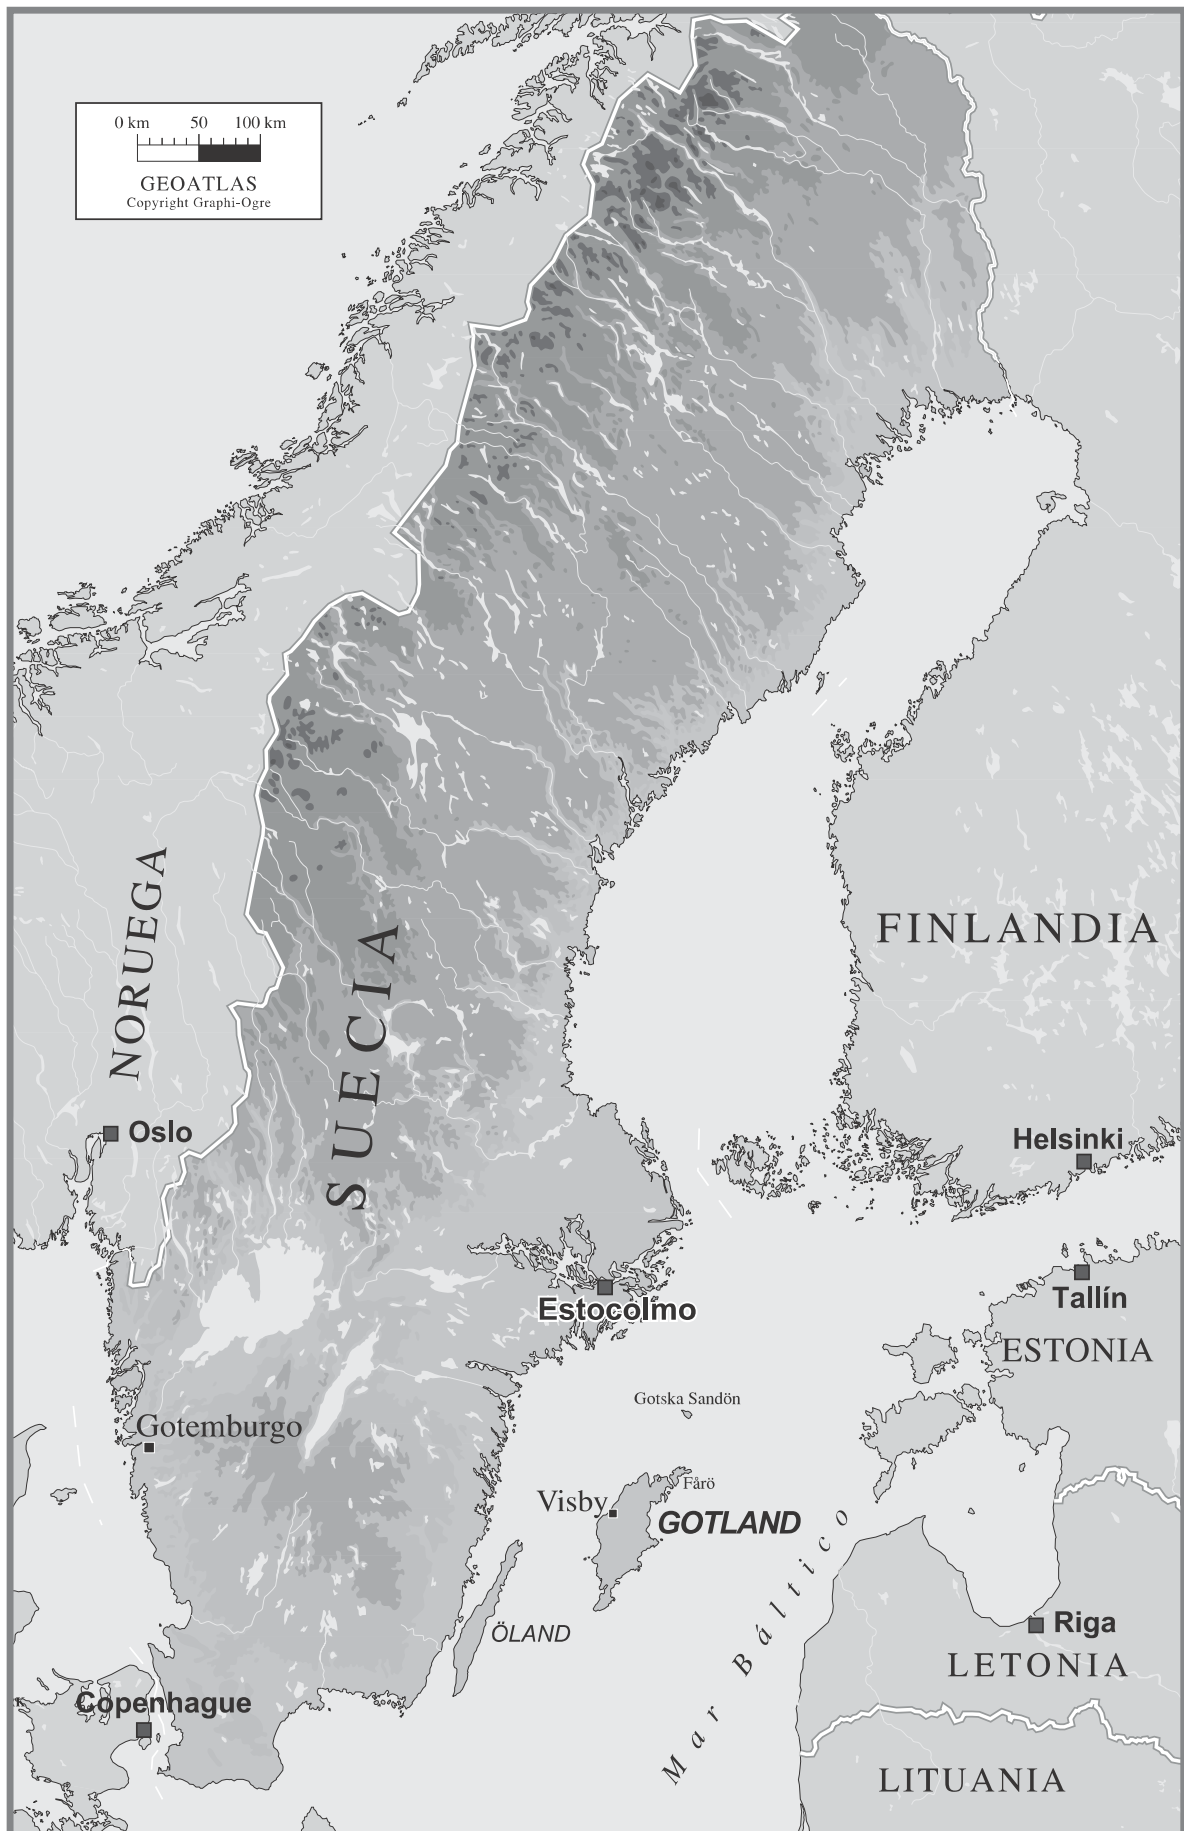 0 km 50 100 km
GEOATLAS
Copyright Graphi-Ogre
NORUEGA
SUECIA
FINLANDIA
Oslo
Helsinki
Estocolmo
Tallín
ESTONIA
Gotska Sandön
Gotemburgo
Fårö
Visby
GOTLAND
Mar Báltico
ÖLAND
Riga
LETONIA
Copenhague
LITUANIA